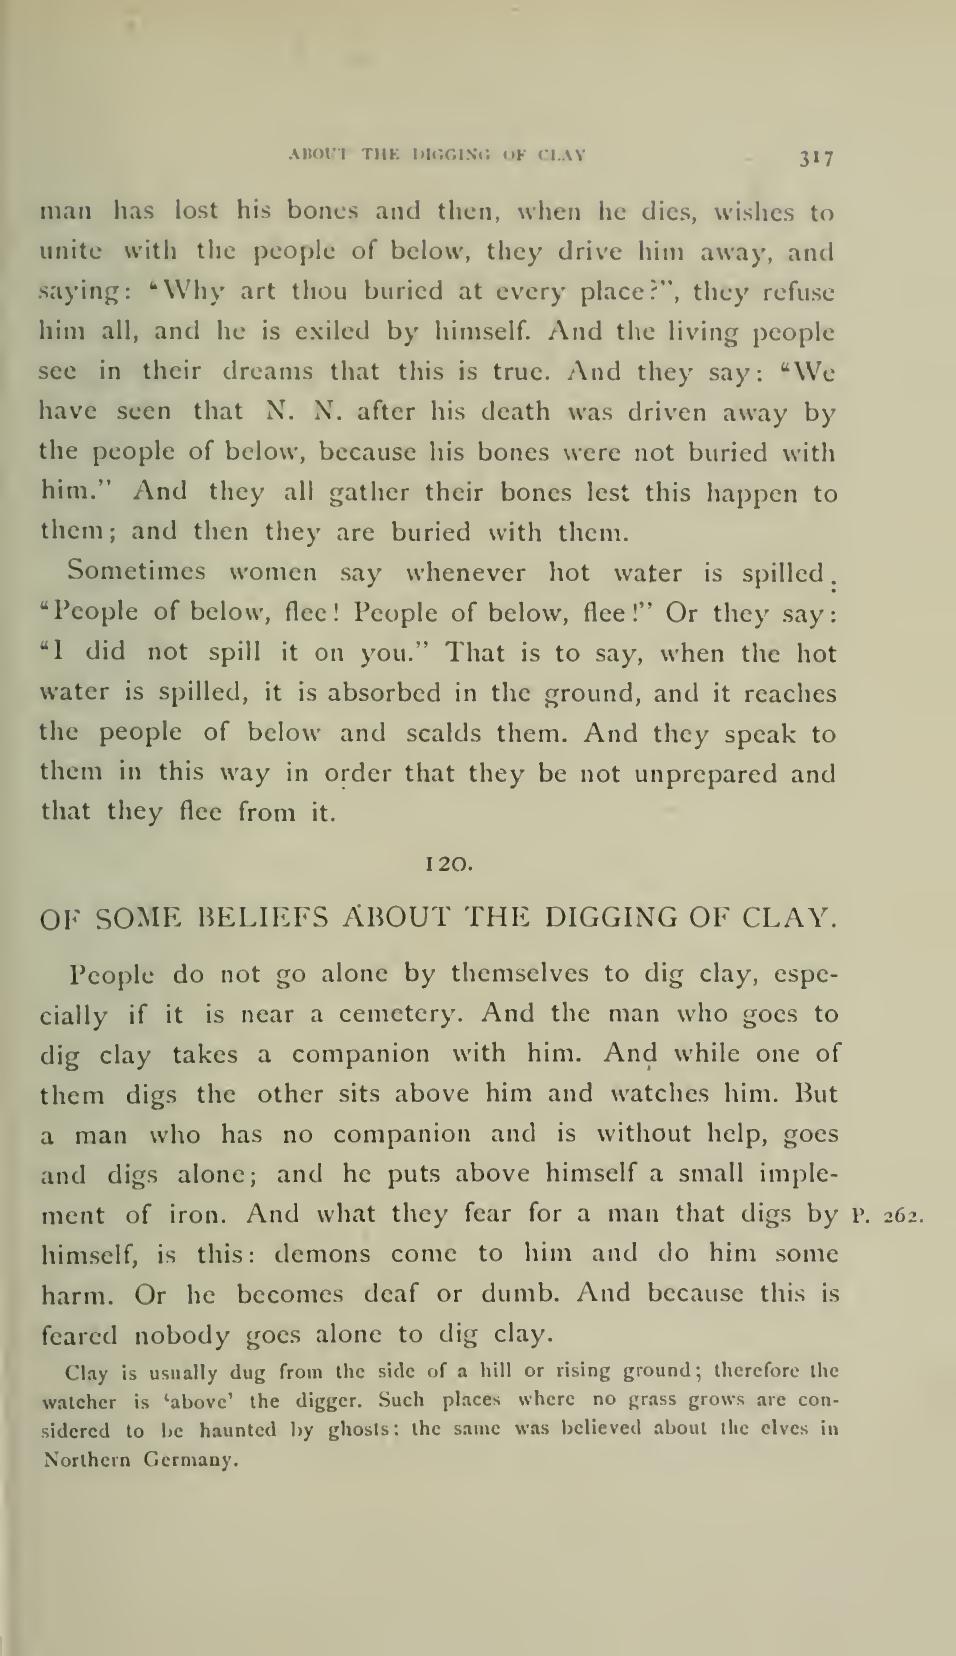 ABOUT THE DIGGING OF CLAY 317
man has lost his bones and then, when he dies, wishes to
unite with the people of below, they drive him away, and
saying: “Why art thou buried at every place?”, they refuse
him all, and he is exiled by himself. And the living people
see in their dreams that this is true. And they say: “We
have seen that N. N. after his death was driven away by
the people of below, because his bones were not buried with
him.” And they all gather their bones lest this happen to
them; and then they are buried with them.
Sometimes women say whenever hot water is spilled:
“People of below, flee! People of below, flee!” Or they say:
“I did not spill it on you.” That is to say, when the hot
water is spilled, it is absorbed in the ground, and it reaches
the people of below and scalds them. And they speak to
them in this way in order that they be not unprepared and
that they flee from it.
120.
OF SOME BELIEFS ABOUT THE DIGGING OF CLAY.
People do not go alone by themselves to dig clay, espe-
cially if it is near a cemetery. And the man who goes to
dig clay takes a companion with him. And while one of
them digs the other sits above him and watches him. But
a man who has no companion and is without help, goes
and digs alone; and he puts above himself a small imple-
ment of iron. And what they fear for a man that digs by P. 262.
himself, is this: demons come to him and do him some
harm. Or he becomes deaf or dumb. And because this is
feared nobody goes alone to dig clay.
Clay is usually dug from the side of a hill or rising ground; therefore the
watcher is ‘above’ the digger. Such places where no grass grows are con-
sidered to be haunted by ghosts: the same was believed about the elves in
Northern Germany.